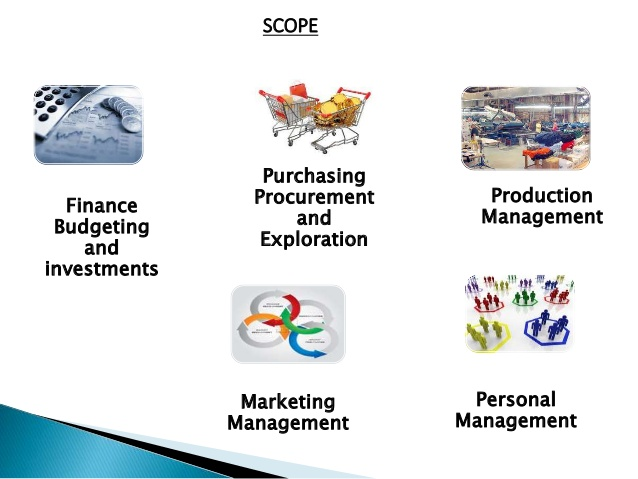 SCOPE
Finance
Budgeting
and
investments
Purchasing
Procurement
and
Exploration
Production
Management
Marketing
Management
Personal
Management